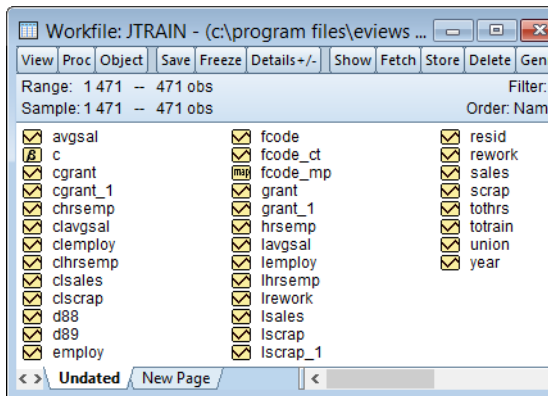 Workfile: JTRAIN - (c:\program files\eviews ...
View Proc Object Save Freeze Details+/- Show Fetch Store Delete Gen
Range: 1 471 -- 471 obs Filter:
Sample: 1 471 -- 471 obs Order: Nam
avgsal
β c
cgrant
cgrant_1
chrsemp
clavgsal
clemploy
clhrsemp
clsales
clscrap
d88
d89
employ
fcode
fcode_ct
map fcode_mp
grant
grant_1
hrsemp
lavgsal
lemploy
lhrsemp
lrework
lsales
lscrap
lscrap_1
resid
rework
sales
scrap
tothrs
totrain
union
year
< > Undated New Page <